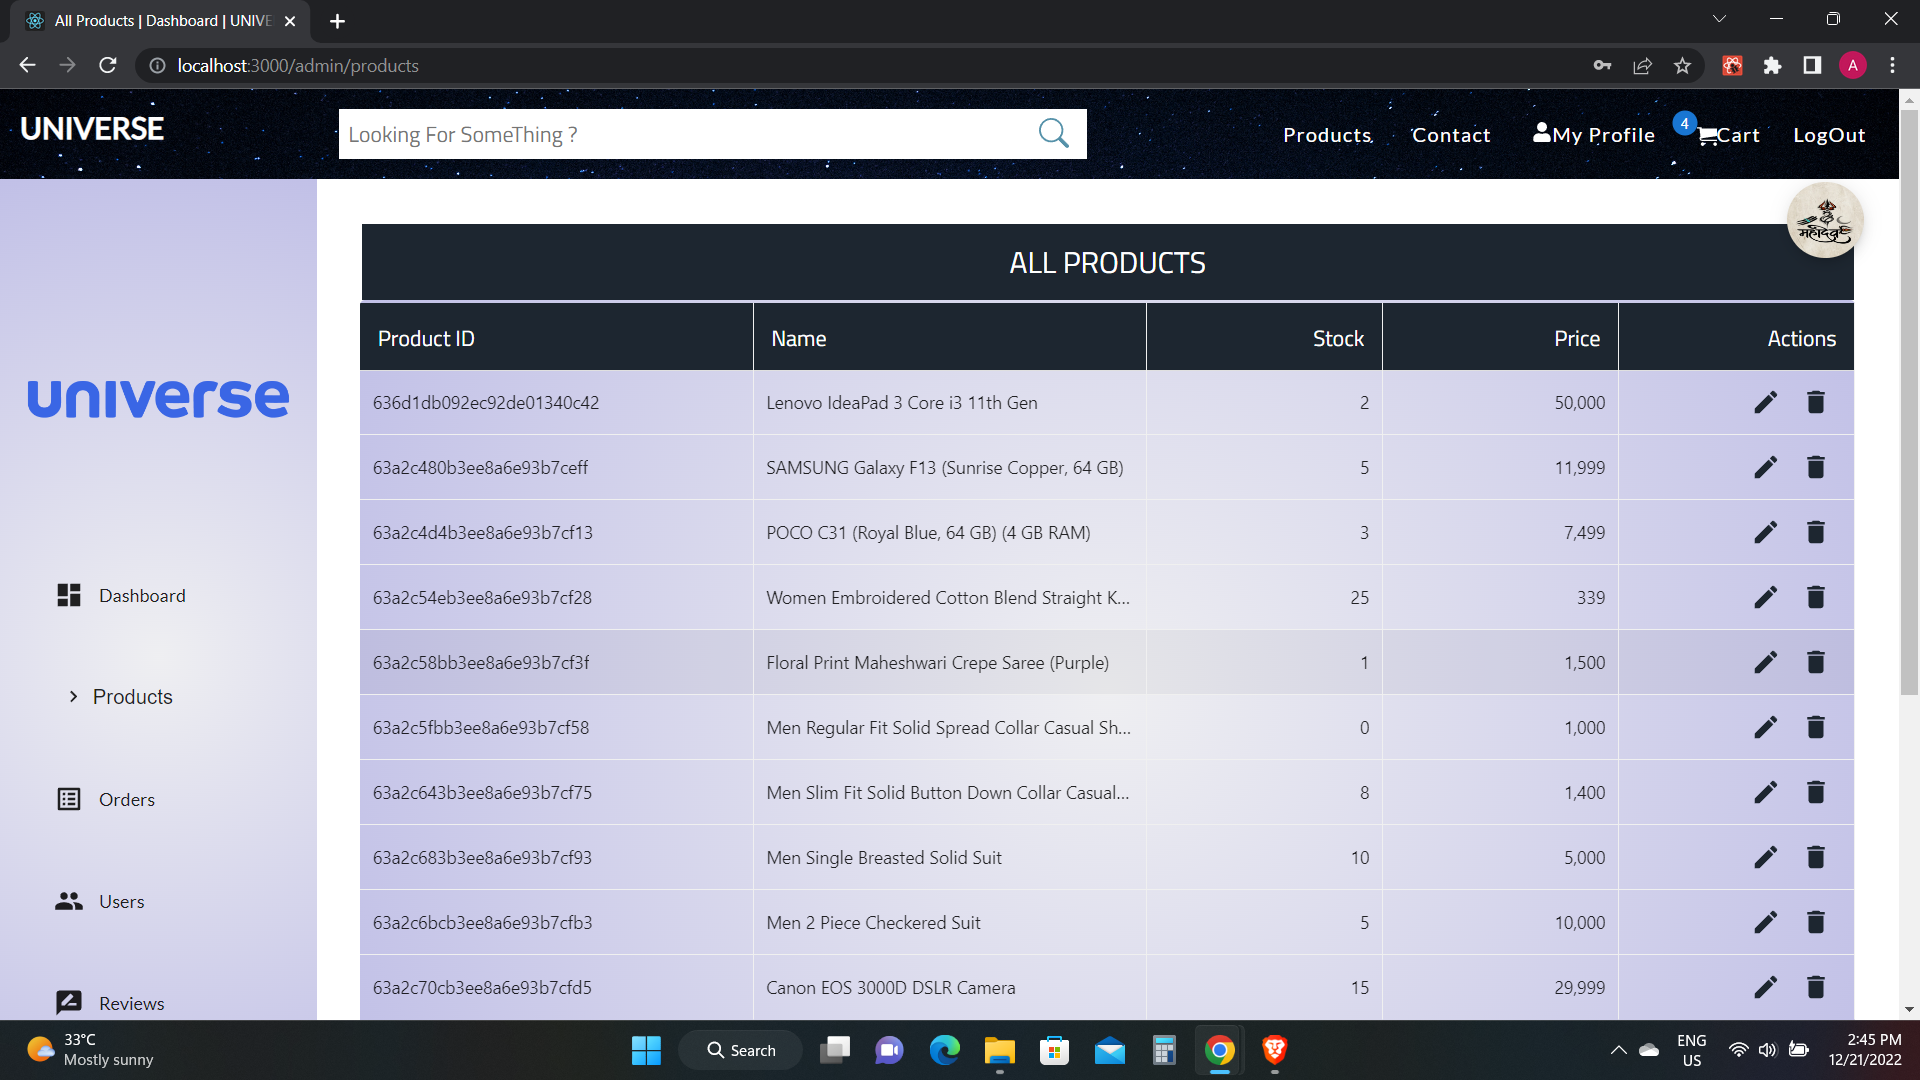 All Products | Dashboard | UNIVE
localhost:3000/admin/products
A
UNIVERSE
Looking For SomeThing ?
Products
Contact
My Profile
4
Cart
LogOut
महादेव
universe
Dashboard
Products
Orders
Users
Reviews
ALL PRODUCTS
Product ID Name Stock Price Actions
636d1db092ec92de01340c42 Lenovo IdeaPad 3 Core i3 11th Gen 2 50,000
63a2c480b3ee8a6e93b7ceff SAMSUNG Galaxy F13 (Sunrise Copper, 64 GB) 5 11,999
63a2c4d4b3ee8a6e93b7cf13 POCO C31 (Royal Blue, 64 GB) (4 GB RAM) 3 7,499
63a2c54eb3ee8a6e93b7cf28 Women Embroidered Cotton Blend Straight K... 25 339
63a2c58bb3ee8a6e93b7cf3f Floral Print Maheshwari Crepe Saree (Purple) 1 1,500
63a2c5fbb3ee8a6e93b7cf58 Men Regular Fit Solid Spread Collar Casual Sh... 0 1,000
63a2c643b3ee8a6e93b7cf75 Men Slim Fit Solid Button Down Collar Casual... 8 1,400
63a2c683b3ee8a6e93b7cf93 Men Single Breasted Solid Suit 10 5,000
63a2c6bcb3ee8a6e93b7cfb3 Men 2 Piece Checkered Suit 5 10,000
63a2c70cb3ee8a6e93b7cfd5 Canon EOS 3000D DSLR Camera 15 29,999
33°C
Mostly sunny
Search
ENG
US
2:45 PM
12/21/2022